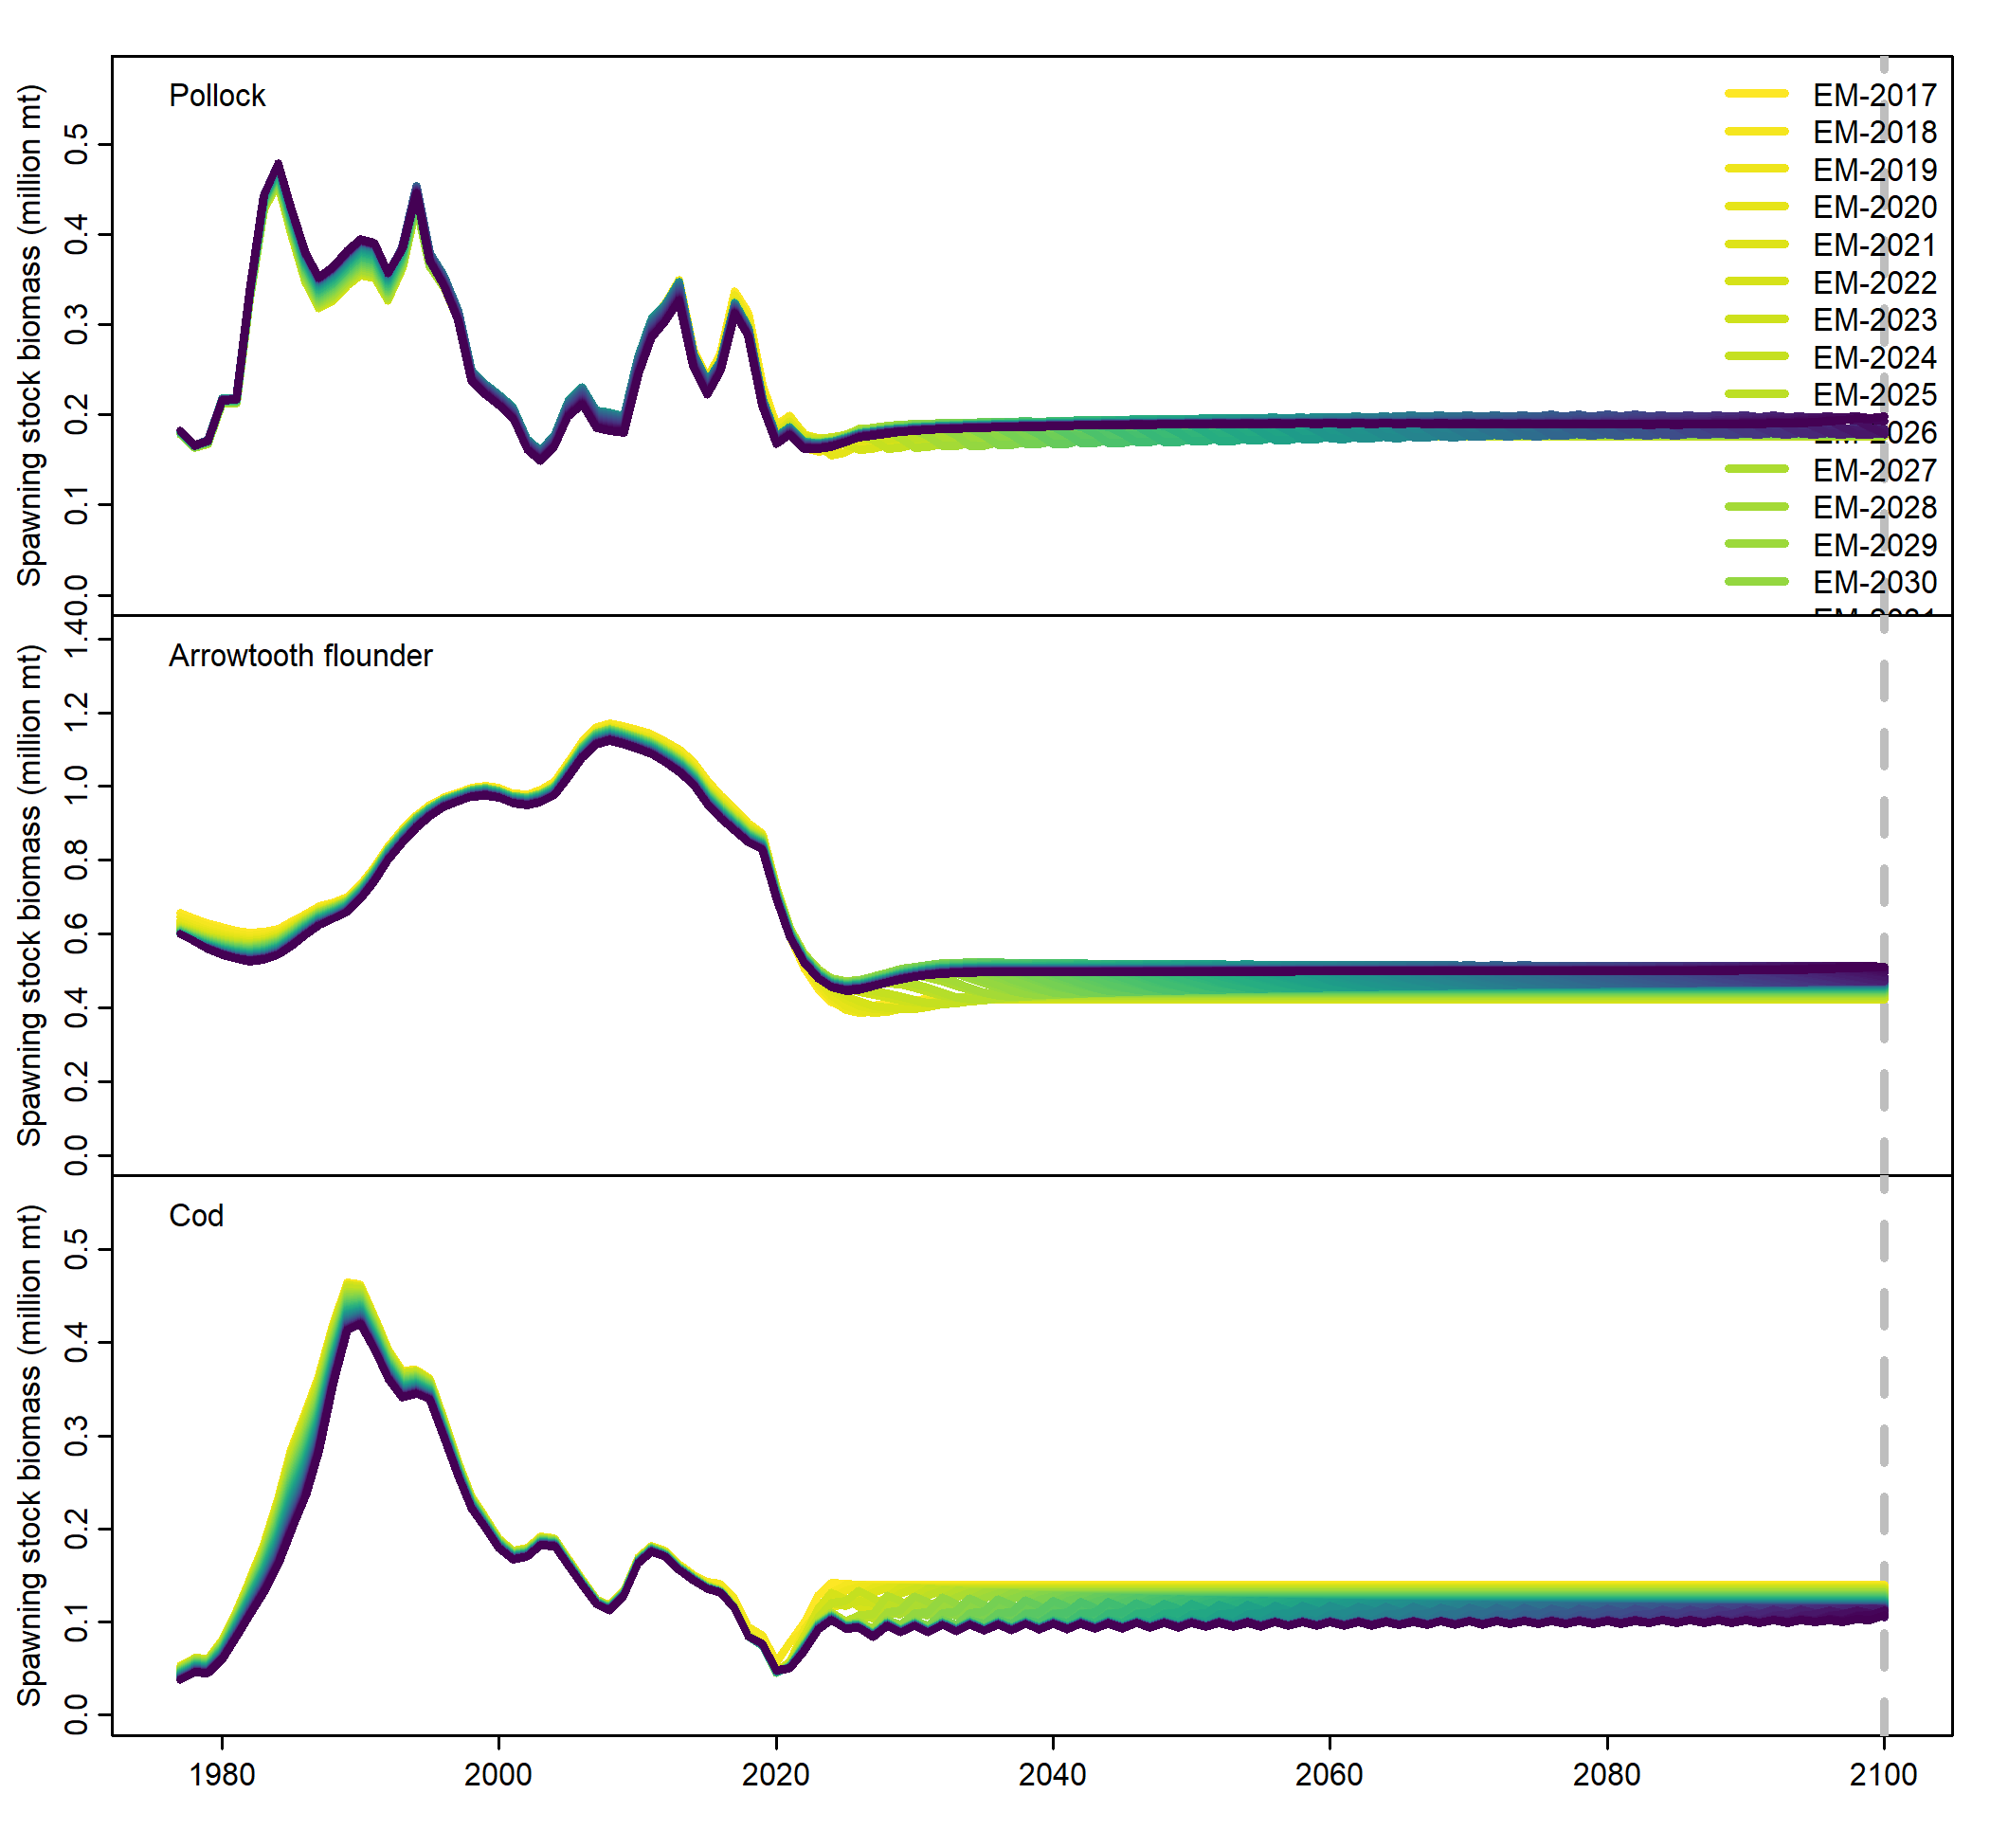 Pollock
Spawning stock biomass (million mt)
0.5
0.4
0.3
0.2
0.1
0.0
EM-2017
EM-2018
EM-2019
EM-2020
EM-2021
EM-2022
EM-2023
EM-2024
EM-2025
EM-2026
EM-2027
EM-2028
EM-2029
EM-2030
Arrowtooth flounder
Spawning stock biomass (million mt)
1.4
1.2
1.0
0.8
0.6
0.4
0.2
0.0
Cod
Spawning stock biomass (million mt)
0.5
0.4
0.3
0.2
0.1
0.0
1980 2000 2020 2040 2060 2080 2100